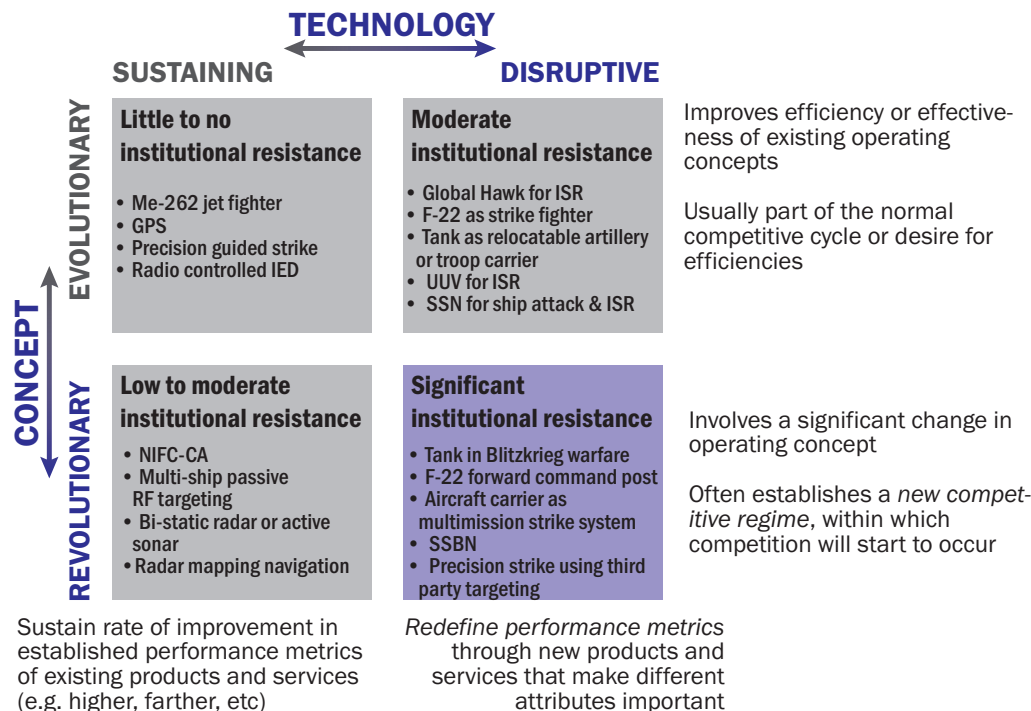 TECHNOLOGY
SUSTAINING
DISRUPTIVE
CONCEPT
EVOLUTIONARY
Little to no
institutional resistance
• Me-262 jet fighter
• GPS
• Precision guided strike
• Radio controlled IED
Moderate
institutional resistance
• Global Hawk for ISR
• F-22 as strike fighter
• Tank as relocatable artillery
or troop carrier
• UUV for ISR
• SSN for ship attack & ISR
Improves efficiency or effective-
ness of existing operating
concepts
Usually part of the normal
competitive cycle or desire for
efficiencies
REVOLUTIONARY
Low to moderate
institutional resistance
• NIFC-CA
• Multi-ship passive
RF targeting
• Bi-static radar or active
sonar
• Radar mapping navigation
Significant
institutional resistance
• Tank in Blitzkrieg warfare
• F-22 forward command post
• Aircraft carrier as
multimission strike system
• SSBN
• Precision strike using third
party targeting
Involves a significant change in
operating concept
Often establishes a new compet-
itive regime, within which
competition will start to occur
Sustain rate of improvement in
established performance metrics
of existing products and services
(e.g. higher, farther, etc)
Redefine performance metrics
through new products and
services that make different
attributes important